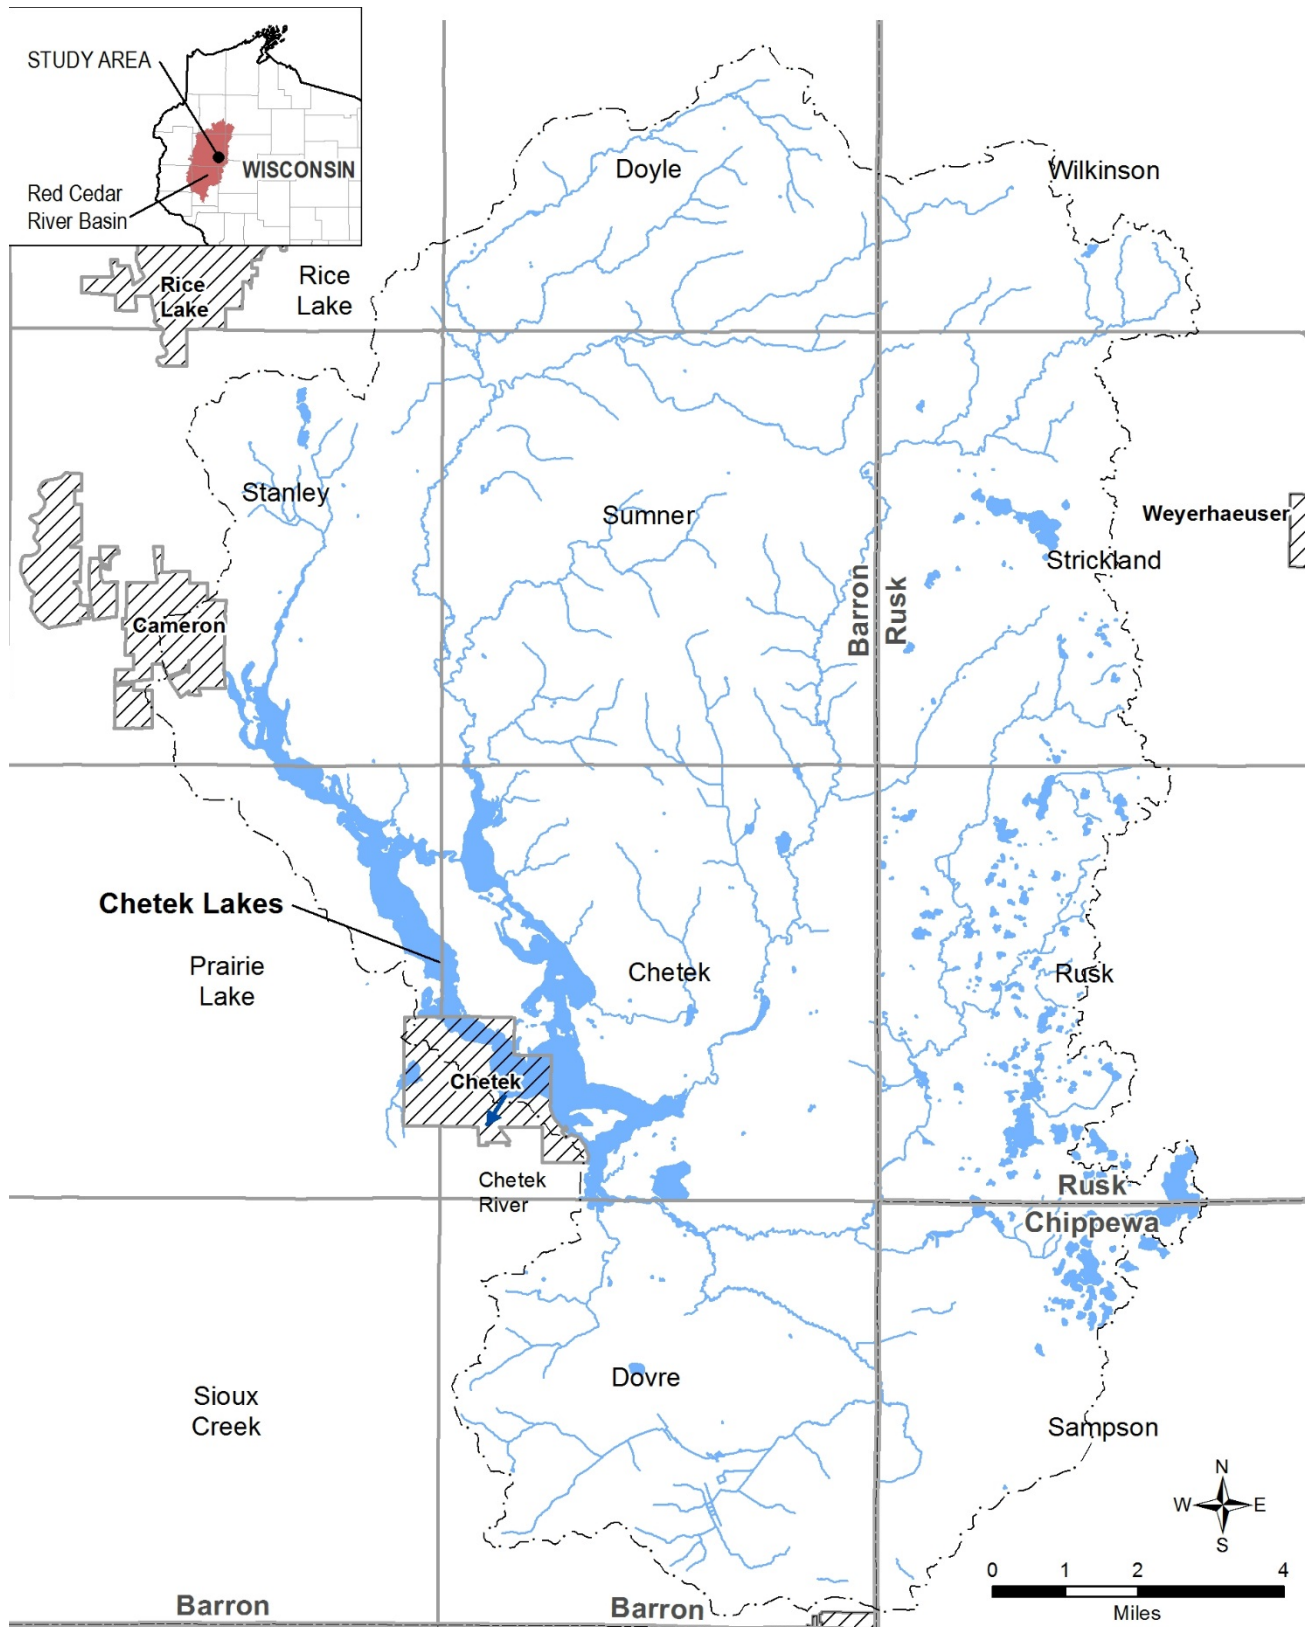 STUDY AREA
WISCONSIN
Red Cedar
River Basin
Doyle
Wilkinson
Rice
Lake
Rice
Lake
Stanley
Sumner
Weyerhaeuser
Strickland
Barron
Rusk
Cameron
Chetek Lakes
Prairie
Lake
Chetek
Rusk
Chetek
Chetek
River
Rusk
Chippewa
Sioux
Creek
Dovre
Sampson
N
W
E
S
0 1 2 4
Miles
Barron
Barron